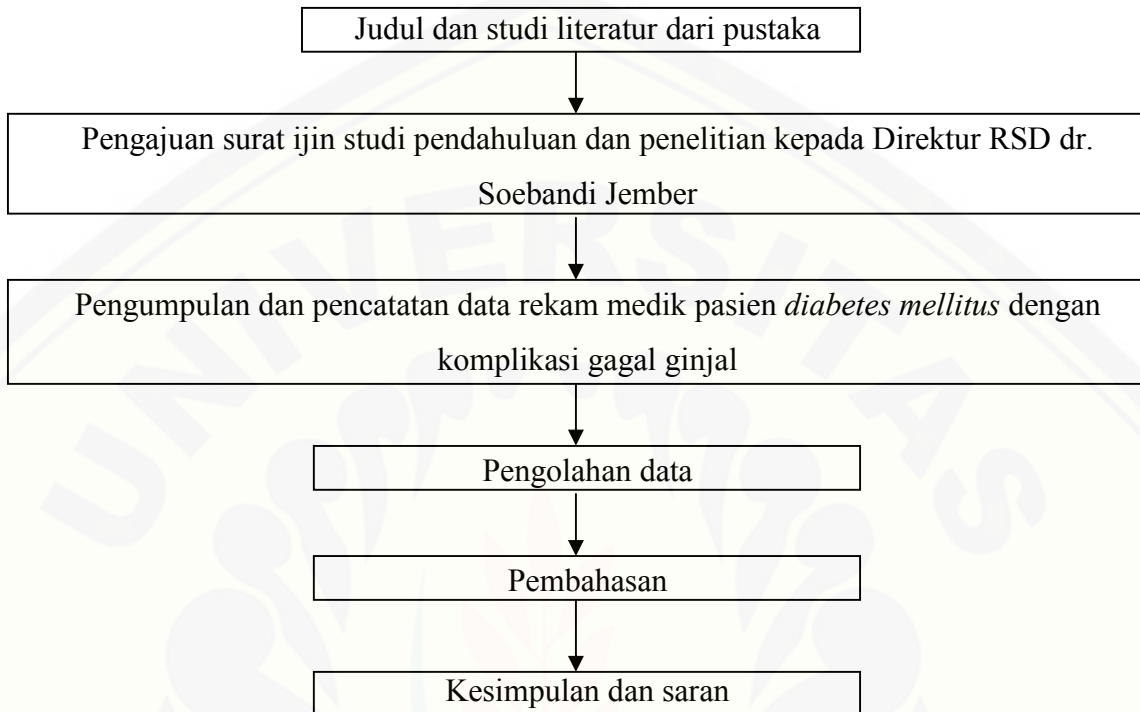 Judul dan studi literatur dari pustaka
Pengajuan surat ijin studi pendahuluan dan penelitian kepada Direktur RSD dr.
Soebandi Jember
Pengumpulan dan pencatatan data rekam medik pasien diabetes mellitus dengan
komplikasi gagal ginjal
Pengolahan data
Pembahasan
Kesimpulan dan saran
UNIVERSITAS